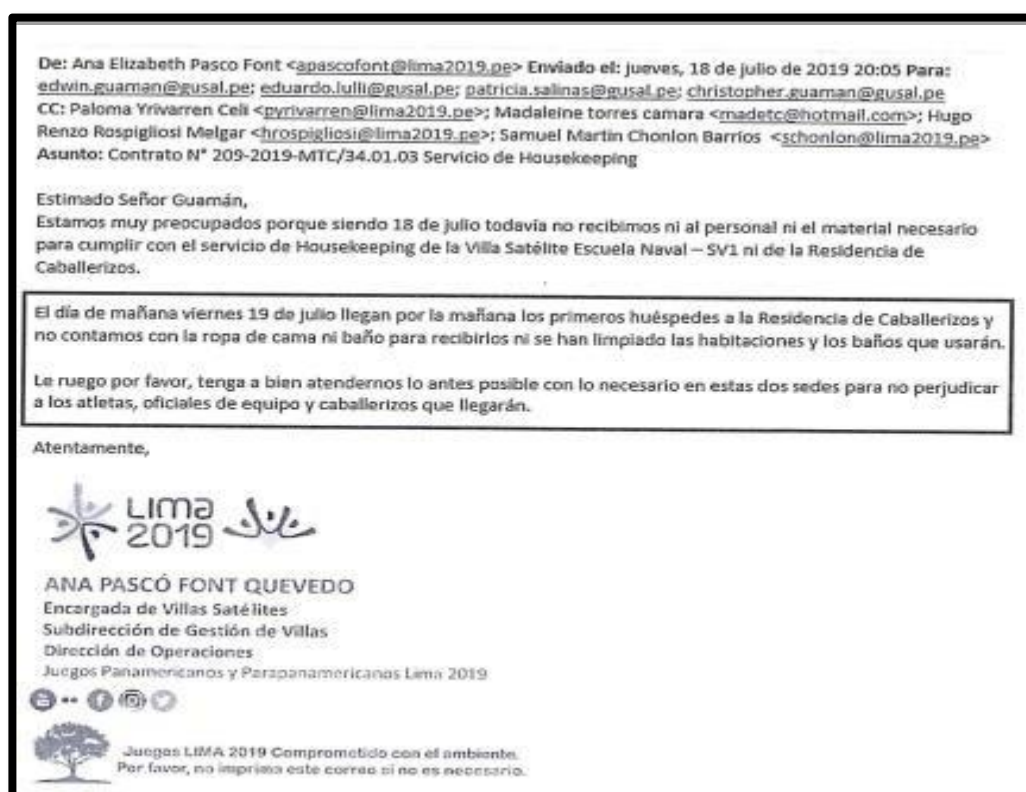 De: Ana Elizabeth Pasco Font <apascofont@lima2019.pe> Enviado el: jueves, 18 de julio de 2019 20:05 Para:
edwin.guaman@gusal.pe; eduardo.lulli@gusal.pe; patricia.salinas@gusal.pe; christopher.guaman@gusal.pe
CC: Paloma Yrivarren Celi <pyrivarren@lima2019.pe>; Madaleine torres camara <madetc@hotmail.com>; Hugo
Renzo Rospigliosi Melgar <hrospigliosi@lima2019.pe>; Samuel Martin Chonlon Barrios <schonlon@lima2019.pe>
Asunto: Contrato N° 209-2019-MTC/34.01.03 Servicio de Housekeeping
Estimado Señor Guamán,
Estamos muy preocupados porque siendo 18 de julio todavía no recibimos ni al personal ni el material necesario
para cumplir con el servicio de Housekeeping de la Villa Satélite Escuela Naval – SV1 ni de la Residencia de
Caballerizos.
El día de mañana viernes 19 de julio llegan por la mañana los primeros huéspedes a la Residencia de Caballerizos y
no contamos con la ropa de cama ni baño para recibirlos ni se han limpiado las habitaciones y los baños que usarán.
Le ruego por favor, tenga a bien atendernos lo antes posible con lo necesario en estas dos sedes para no perjudicar
a los atletas, oficiales de equipo y caballerizos que llegarán.
Atentamente,
LIMA
2019
ANA PASCÓ FONT QUEVEDO
Encargada de Villas Satélites
Subdirección de Gestión de Villas
Dirección de Operaciones
Juegos Panamericanos y Parapanamericanos Lima 2019
Juegos LIMA 2019 Comprometido con el ambiente.
Por favor, no imprima este correo si no es necesario.